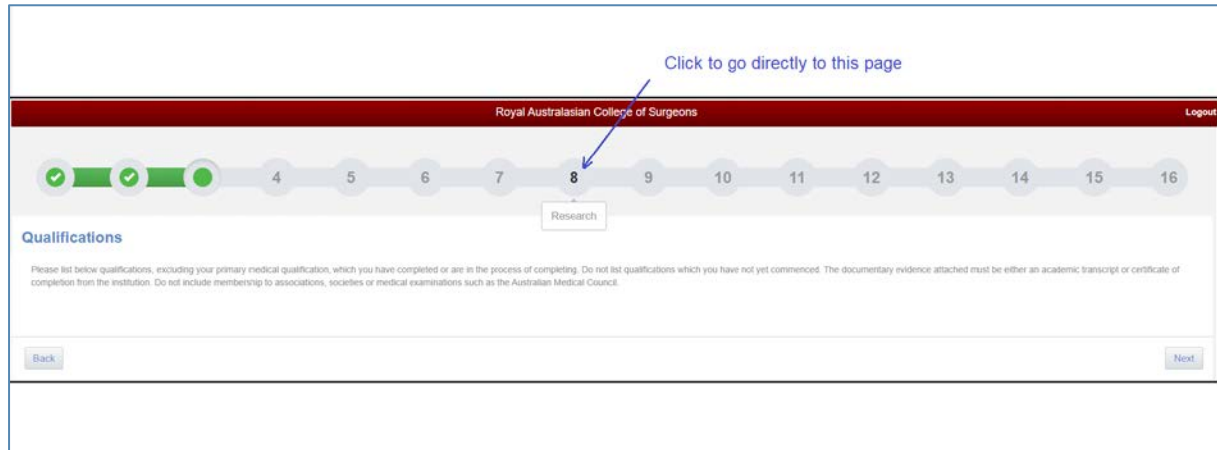 Click to go directly to this page
Royal Australasian College of Surgeons Logout
4 5 6 7 8 9 10 11 12 13 14 15 16
Research
Qualifications
Please list below qualifications, excluding your primary medical qualification, which you have completed or are in the process of completing. Do not list qualifications which you have not yet commenced. The documentary evidence attached must be either an academic transcript or certificate of
completion from the institution. Do not include membership to associations, societies or medical examinations such as the Australian Medical Council.
Back Next